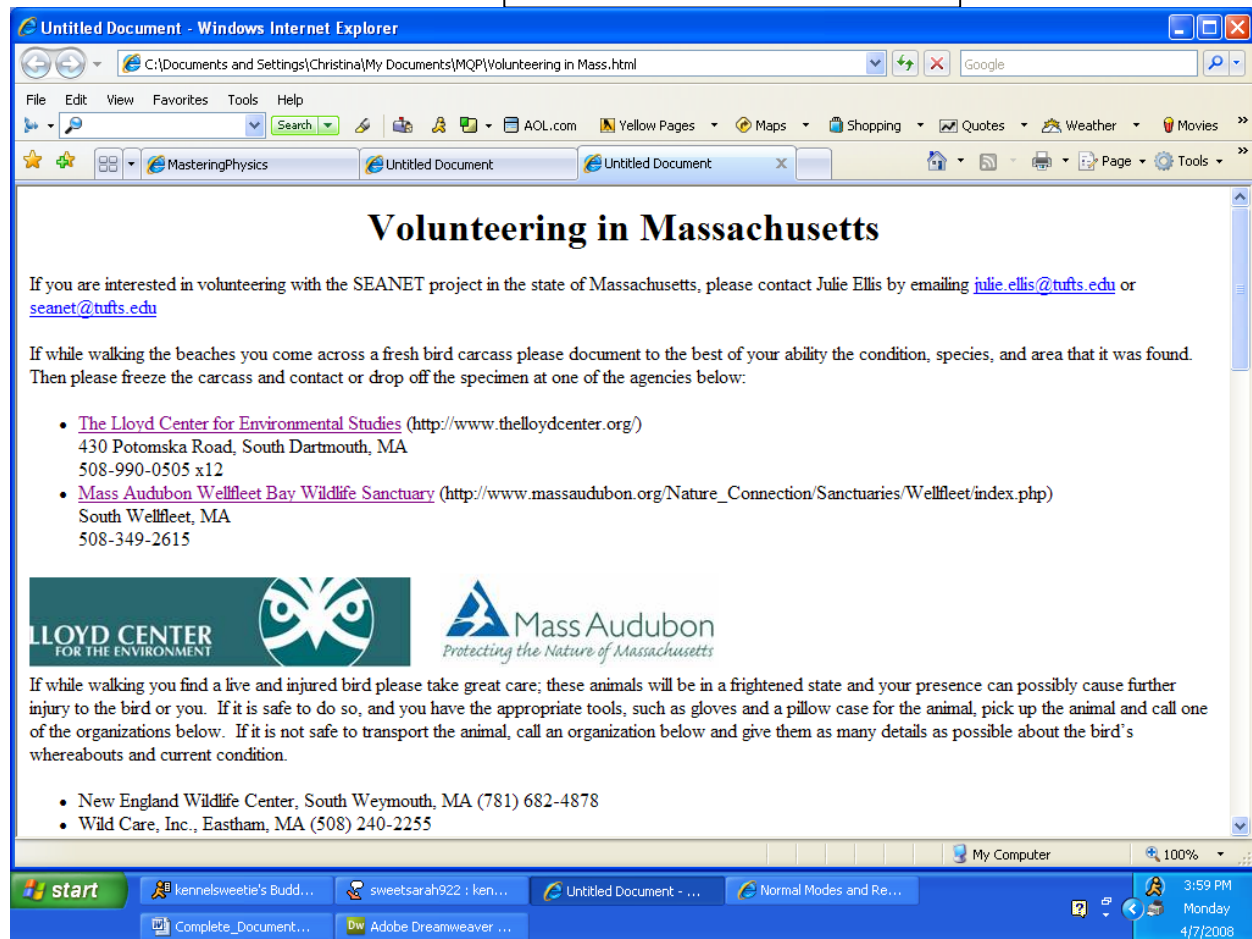 Untitled Document - Windows Internet Explorer
C:\Documents and Settings\Christina\My Documents\MQP\Volunteering in Mass.html
Google
File Edit View Favorites Tools Help
Search AOL.com Yellow Pages Maps Shopping Quotes Weather Movies »
MasteringPhysics Untitled Document Untitled Document X Page Tools »
Volunteering in Massachusetts
If you are interested in volunteering with the SEANET project in the state of Massachusetts, please contact Julie Ellis by emailing julie.ellis@tufts.edu or
seanet@tufts.edu
If while walking the beaches you come across a fresh bird carcass please document to the best of your ability the condition, species, and area that it was found.
Then please freeze the carcass and contact or drop off the specimen at one of the agencies below:
• The Lloyd Center for Environmental Studies (http://www.thelloydcenter.org/)
430 Potomska Road, South Dartmouth, MA
508-990-0505 x12
• Mass Audubon Wellfleet Bay Wildlife Sanctuary (http://www.massaudubon.org/Nature_Connection/Sanctuaries/Wellfleet/index.php)
South Wellfleet, MA
508-349-2615
LLOYD CENTER
FOR THE ENVIRONMENT
Mass Audubon
Protecting the Nature of Massachusetts
If while walking you find a live and injured bird please take great care; these animals will be in a frightened state and your presence can possibly cause further
injury to the bird or you. If it is safe to do so, and you have the appropriate tools, such as gloves and a pillow case for the animal, pick up the animal and call one
of the organizations below. If it is not safe to transport the animal, call an organization below and give them as many details as possible about the bird’s
whereabouts and current condition.
• New England Wildlife Center, South Weymouth, MA (781) 682-4878
• Wild Care, Inc., Eastham, MA (508) 240-2255
My Computer 100%
start kennelsweetie's Budd... sweetsarah922 : ken... Untitled Document - ... Normal Modes and Re... 3:59 PM
Monday
Complete_Document... Dw Adobe Dreamweaver ... 4/7/2008